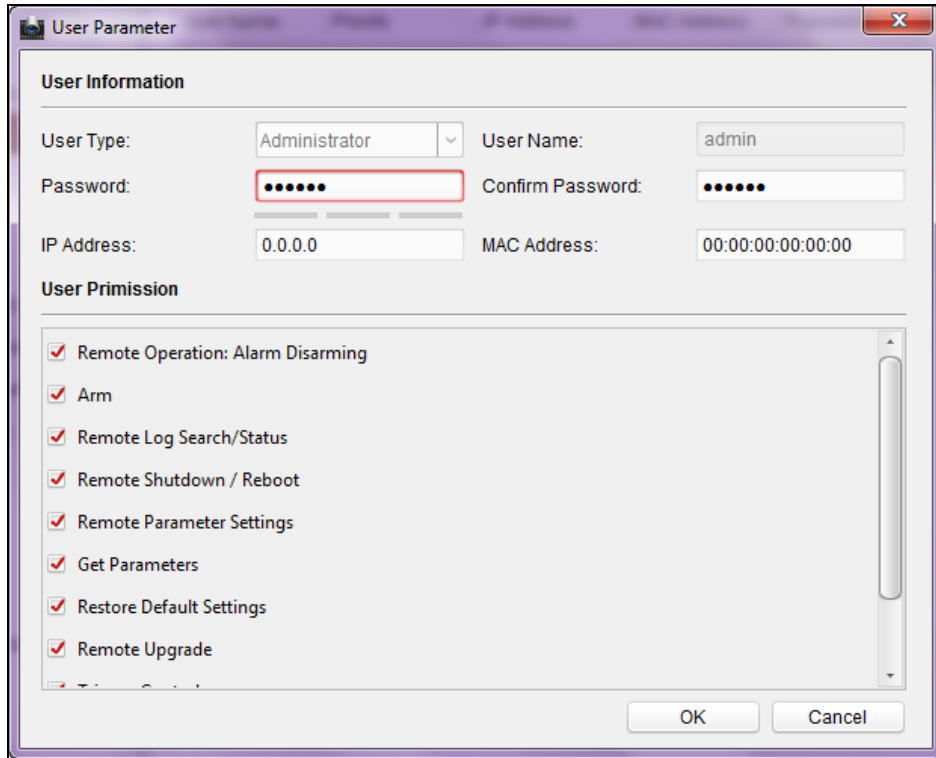 User Parameter
User Information
User Type: Administrator User Name: admin
Password: •••••• Confirm Password: ••••••
IP Address: 0.0.0.0 MAC Address: 00:00:00:00:00:00
User Primission
Remote Operation: Alarm Disarming
Arm
Remote Log Search/Status
Remote Shutdown / Reboot
Remote Parameter Settings
Get Parameters
Restore Default Settings
Remote Upgrade
OK Cancel